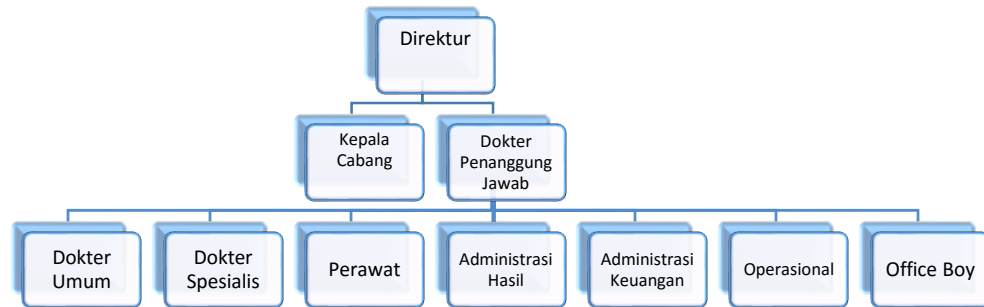 Direktur
Kepala
Cabang
Dokter
Penanggung
Jawab
Dokter
Umum
Dokter
Spesialis
Perawat
Administrasi
Hasil
Administrasi
Keuangan
Operasional
Office Boy